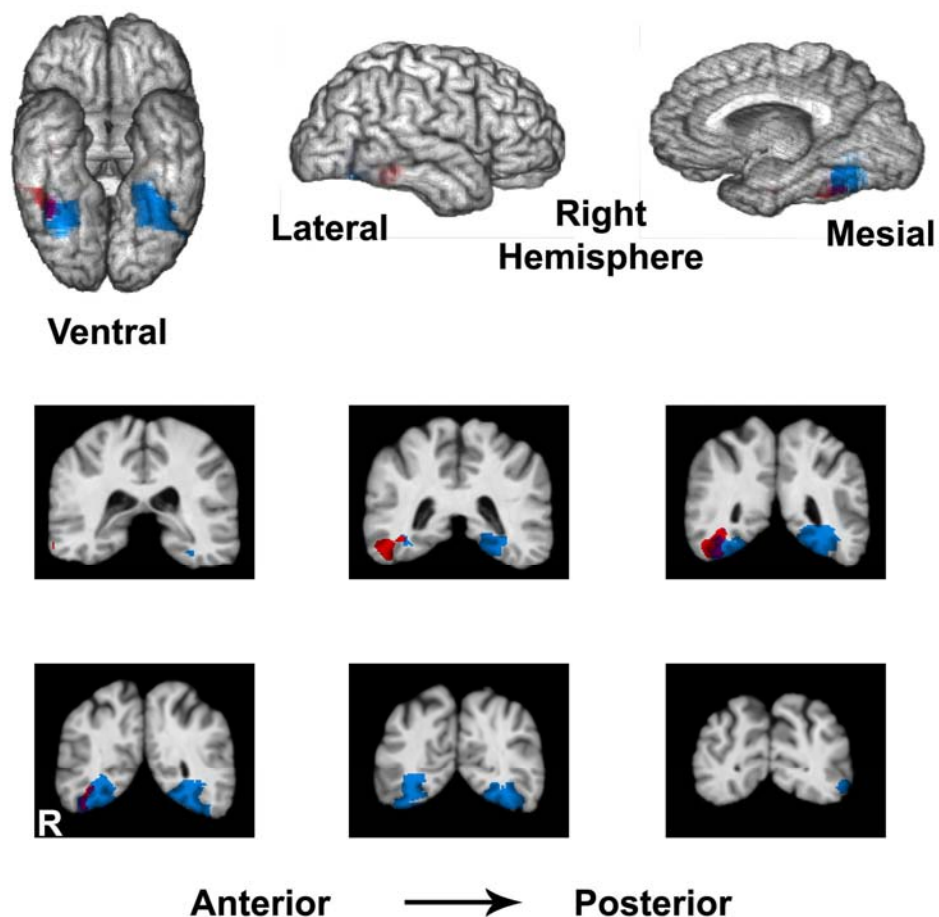 Ventral
Lateral
Right
Hemisphere
Mesial
R
Anterior
Posterior